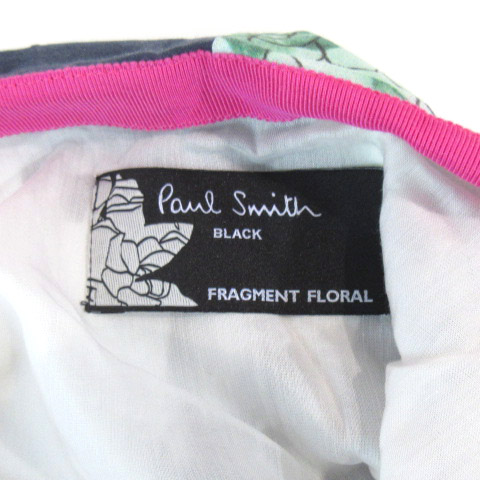 Paul Smith
BLACK
FRAGMENT FLORAL